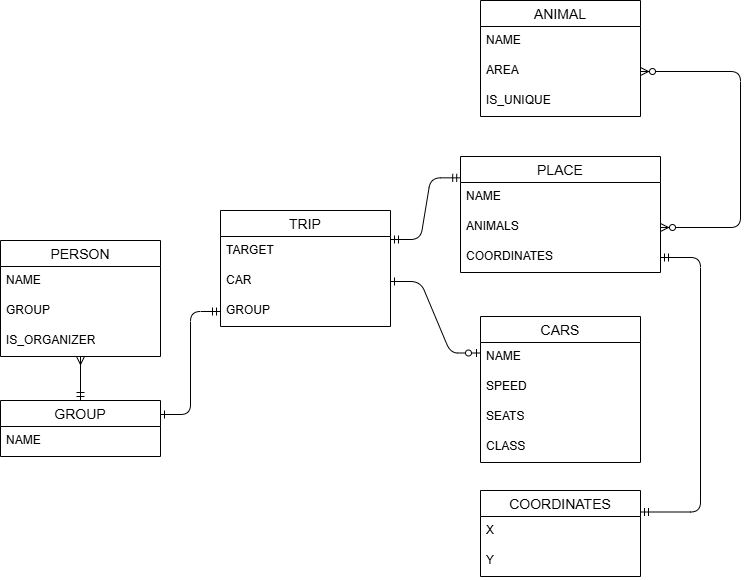 ANIMAL
NAME
AREA
IS_UNIQUE
PLACE
NAME
ANIMALS
COORDINATES
TRIP
TARGET
CAR
GROUP
PERSON
NAME
GROUP
IS_ORGANIZER
GROUP
NAME
CARS
NAME
SPEED
SEATS
CLASS
COORDINATES
X
Y